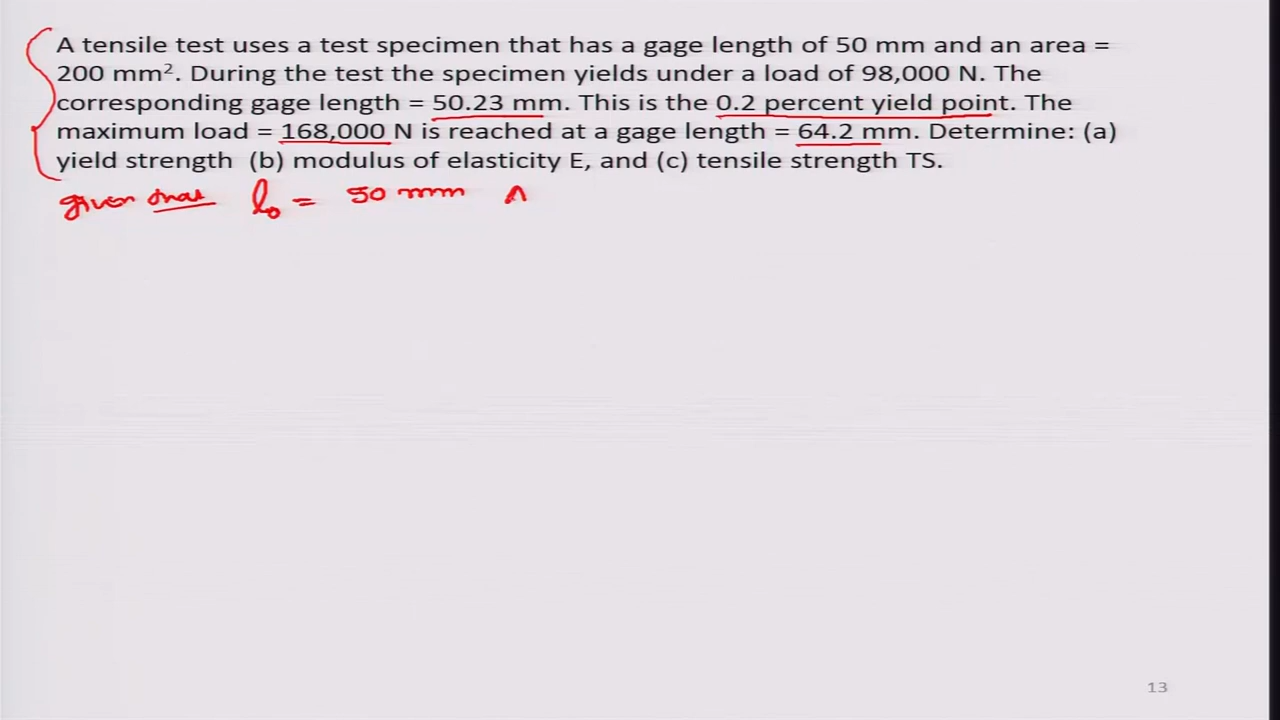 A tensile test uses a test specimen that has a gage length of 50 mm and an area =
200 mm². During the test the specimen yields under a load of 98,000 N. The
corresponding gage length = 50.23 mm. This is the 0.2 percent yield point. The
maximum load = 168,000 N is reached at a gage length = 64.2 mm. Determine: (a)
yield strength (b) modulus of elasticity E, and (c) tensile strength TS.
given that l₀ = 50 mm
13